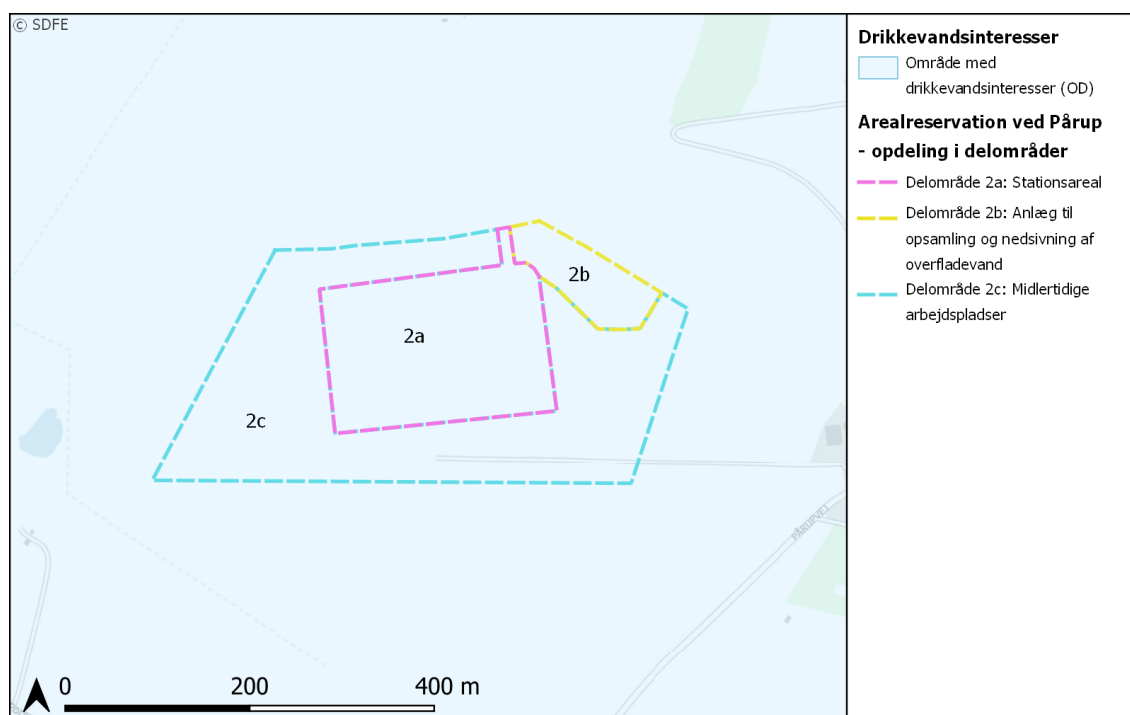 © SDFE
2a
2b
2c
PÅRUPVEJ
0 200 400 m
Drikkevandsinteresser
Område med
drikkevandsinteresser (OD)
Arealreservation ved Pårup
- opdeling i delområder
Delområde 2a: Stationsareal
Delområde 2b: Anlæg til
opsamling og nedsivning af
overfladevand
Delområde 2c: Midlertidige
arbejdspladser